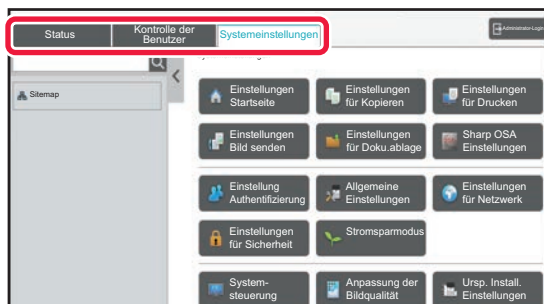 Status
Kontrolle der
Benutzer
Systemeinstellungen
Administrator-Login
Sitemap
Einstellungen
Startseite
Einstellungen
für Kopieren
Einstellungen
für Drucken
Einstellungen
Bild senden
Einstellungen
für Doku.ablage
Sharp OSA
Einstellungen
Einstellung
Authentifizierung
Allgemeine
Einstellungen
Einstellungen
für Netzwerk
Einstellungen
für Sicherheit
Stromsparmodus
System-
steuerung
Anpassung der
Bildqualität
Ursp. Install.
Einstellungen